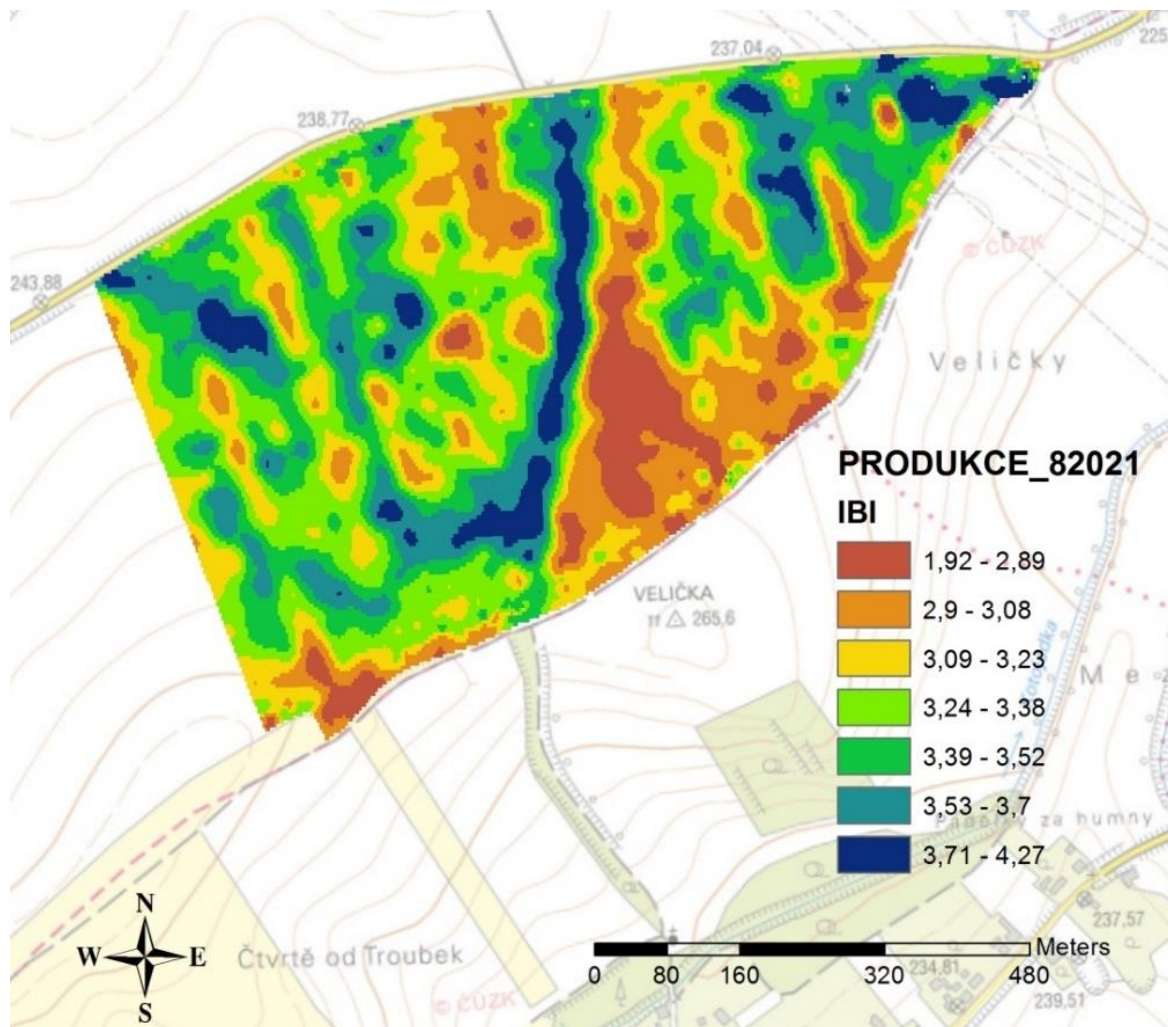 225
237,04
238,77
© ČÚZK
243,88
Veličky
PRODUKCE_82021
IBI
1,92 - 2,89
2,9 - 3,08
3,09 - 3,23
3,24 - 3,38
3,39 - 3,52
3,53 - 3,7
3,71 - 4,27
VELIČKA
265,6
Kotojedka
M e z
za humny
N
W E
S
Čtvrtě od Troubek
© ČÚZK
Meters
0 80 160 320 480
237,57
234,81
239,51